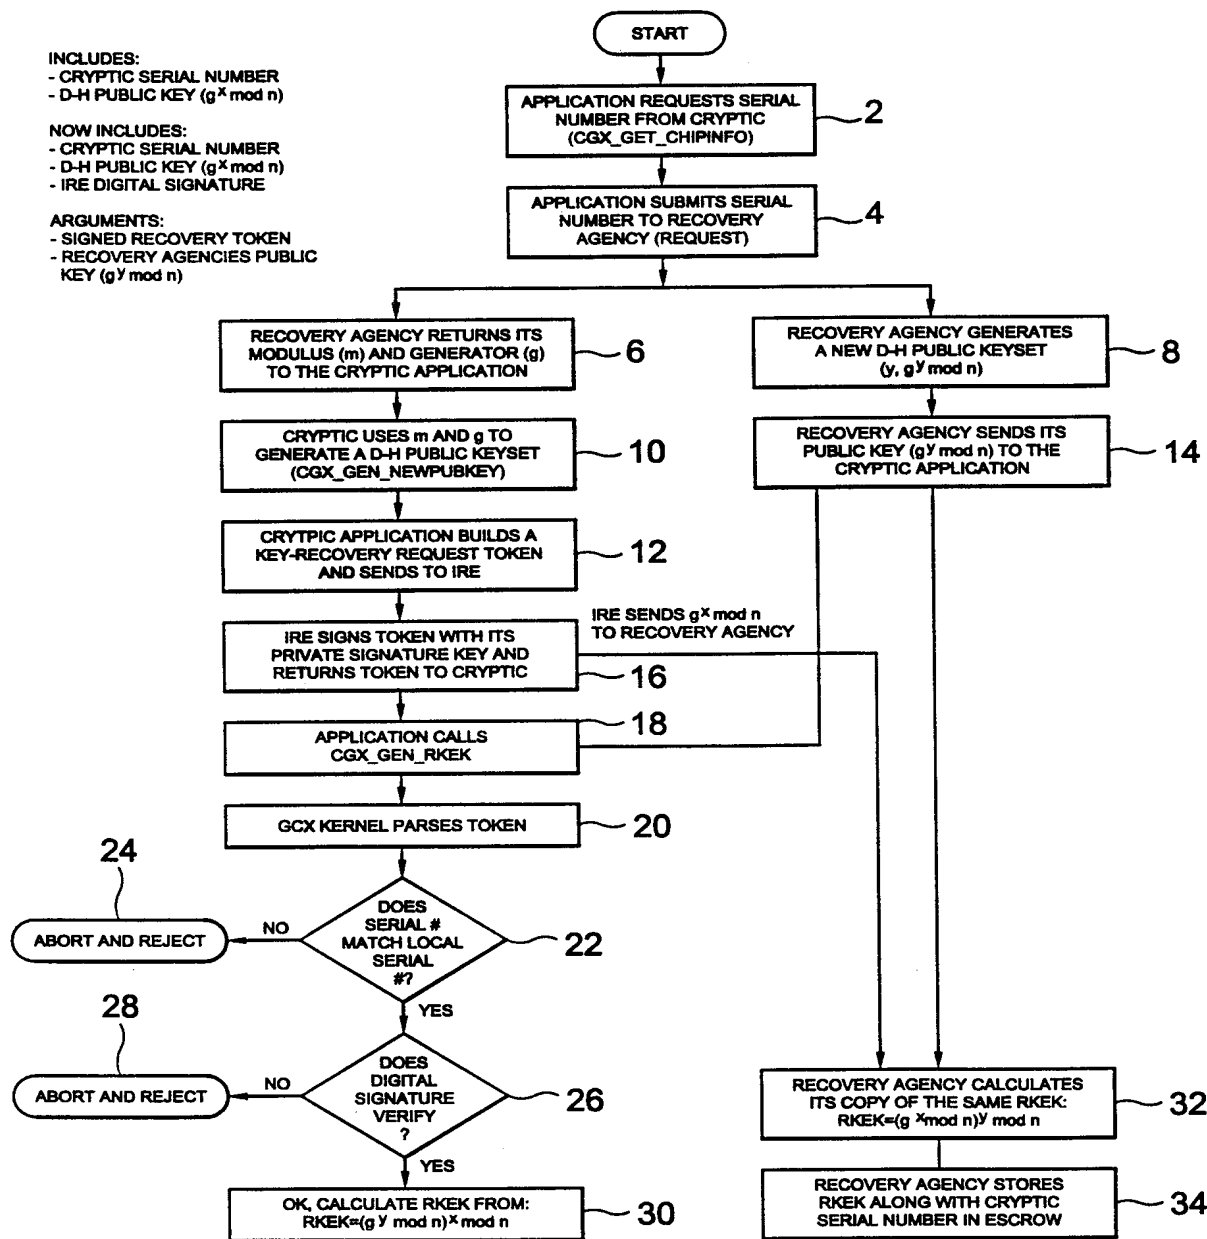 START
INCLUDES:
- CRYPTIC SERIAL NUMBER
- D-H PUBLIC KEY (g^x mod n)
NOW INCLUDES:
- CRYPTIC SERIAL NUMBER
- D-H PUBLIC KEY (g^x mod n)
- IRE DIGITAL SIGNATURE
ARGUMENTS:
- SIGNED RECOVERY TOKEN
- RECOVERY AGENCIES PUBLIC
KEY (g^y mod n)
APPLICATION REQUESTS SERIAL
NUMBER FROM CRYPTIC
(CGX_GET_CHIPINFO)
2
APPLICATION SUBMITS SERIAL
NUMBER TO RECOVERY
AGENCY (REQUEST)
4
RECOVERY AGENCY RETURNS ITS
MODULUS (m) AND GENERATOR (g)
TO THE CRYPTIC APPLICATION
6
RECOVERY AGENCY GENERATES
A NEW D-H PUBLIC KEYSET
(y, g^y mod n)
8
CRYPTIC USES m AND g TO
GENERATE A D-H PUBLIC KEYSET
(CGX_GEN_NEWPUBKEY)
10
RECOVERY AGENCY SENDS ITS
PUBLIC KEY (g^y mod n) TO THE
CRYPTIC APPLICATION
14
CRYTPIC APPLICATION BUILDS A
KEY-RECOVERY REQUEST TOKEN
AND SENDS TO IRE
12
IRE SIGNS TOKEN WITH ITS
PRIVATE SIGNATURE KEY AND
RETURNS TOKEN TO CRYPTIC
16
IRE SENDS g^x mod n
TO RECOVERY AGENCY
APPLICATION CALLS
CGX_GEN_RKEK
18
GCX KERNEL PARSES TOKEN
20
DOES
SERIAL #
MATCH LOCAL
SERIAL
#?
22
NO
24
ABORT AND REJECT
YES
DOES
DIGITAL
SIGNATURE
VERIFY
?
26
NO
28
ABORT AND REJECT
YES
OK, CALCULATE RKEK FROM:
RKEK=(g^y mod n)^x mod n
30
RECOVERY AGENCY CALCULATES
ITS COPY OF THE SAME RKEK:
RKEK=(g^x mod n)^y mod n
32
RECOVERY AGENCY STORES
RKEK ALONG WITH CRYPTIC
SERIAL NUMBER IN ESCROW
34